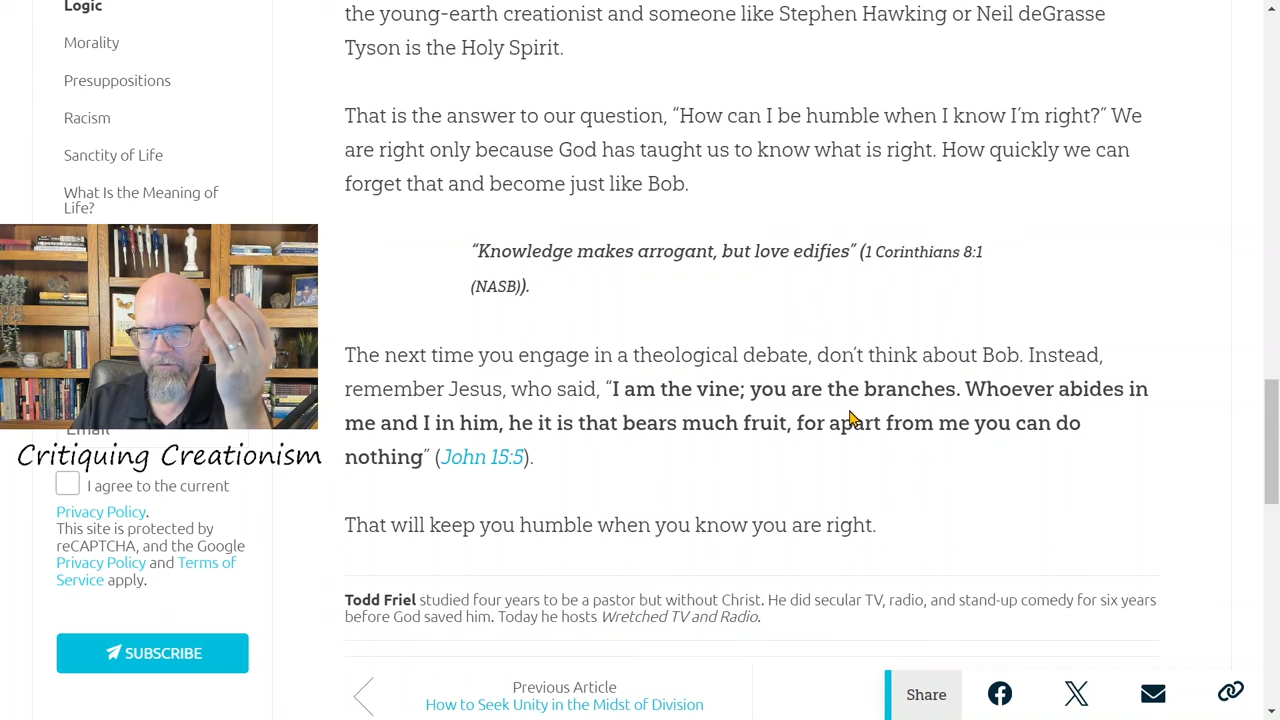 Logic
Morality
Presuppositions
Racism
Sanctity of Life
What Is the Meaning of
Life?
Critiquing Creationism
I agree to the current
Privacy Policy.
This site is protected by
reCAPTCHA, and the Google
Privacy Policy and Terms of
Service apply.
SUBSCRIBE
the young-earth creationist and someone like Stephen Hawking or Neil deGrasse
Tyson is the Holy Spirit.
That is the answer to our question, “How can I be humble when I know I’m right?” We
are right only because God has taught us to know what is right. How quickly we can
forget that and become just like Bob.
“Knowledge makes arrogant, but love edifies” (1 Corinthians 8:1
(NASB)).
The next time you engage in a theological debate, don’t think about Bob. Instead,
remember Jesus, who said, “I am the vine; you are the branches. Whoever abides in
me and I in him, he it is that bears much fruit, for apart from me you can do
nothing” (John 15:5).
That will keep you humble when you know you are right.
Todd Friel studied four years to be a pastor but without Christ. He did secular TV, radio, and stand-up comedy for six years
before God saved him. Today he hosts Wretched TV and Radio.
Previous Article
How to Seek Unity in the Midst of Division
Share